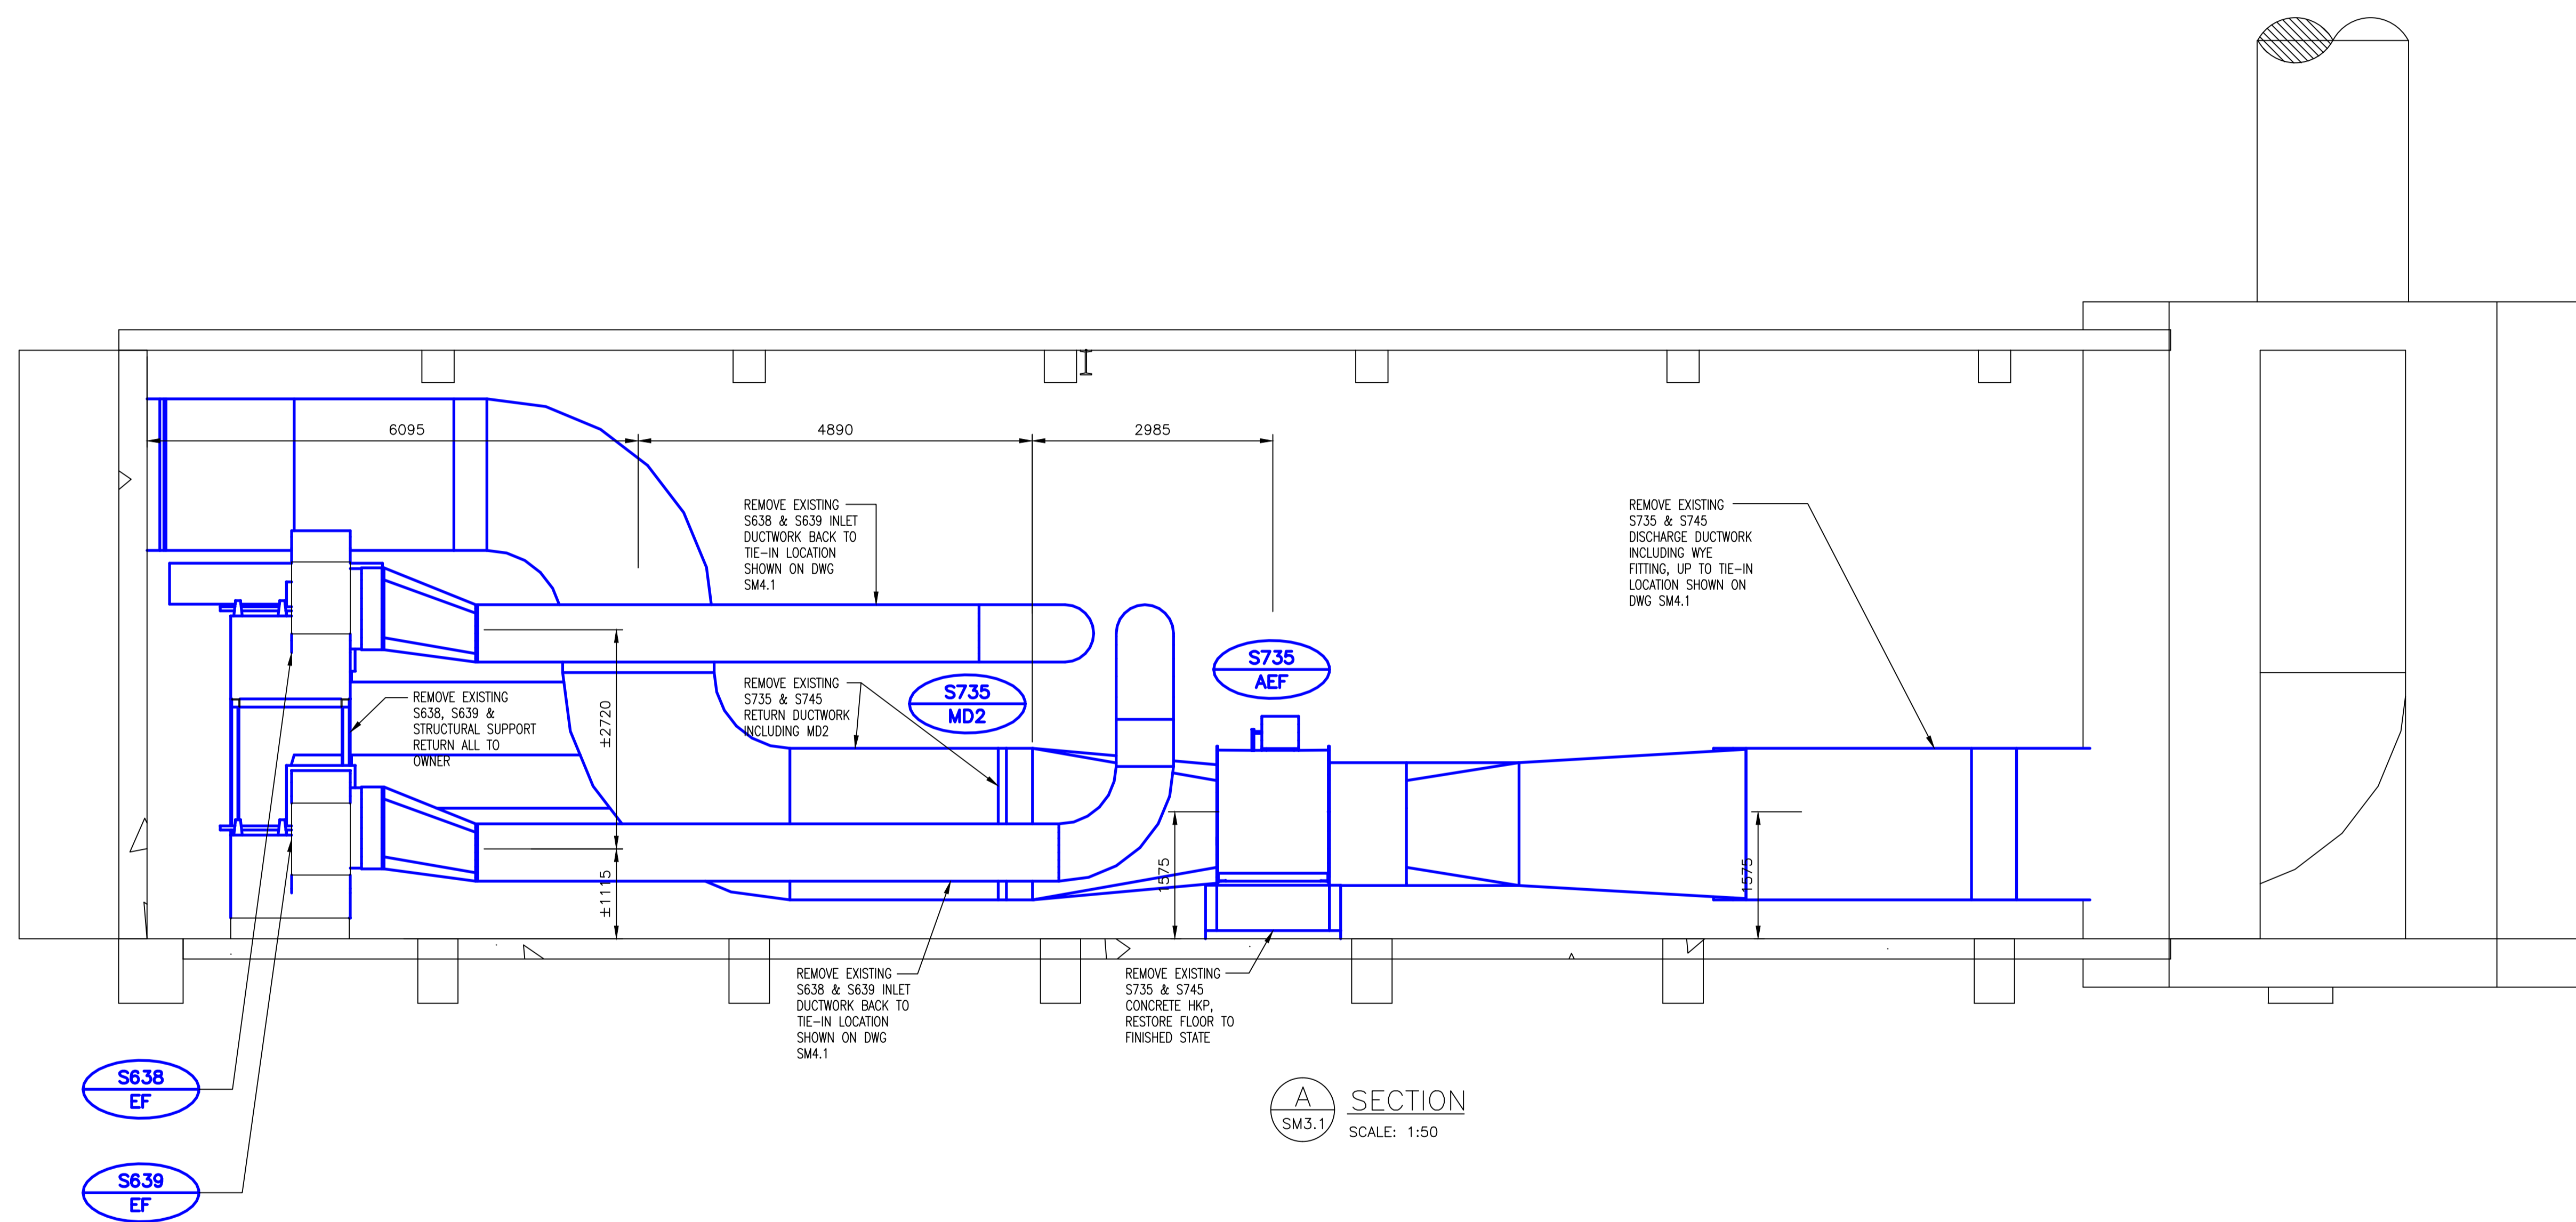 6095
4890
2985
REMOVE EXISTING
S638 & S639 INLET
DUCTWORK BACK TO
TIE-IN LOCATION
SHOWN ON DWG
SM4.1
REMOVE EXISTING
S735 & S745
DISCHARGE DUCTWORK
INCLUDING WYE
FITTING, UP TO TIE-IN
LOCATION SHOWN ON
DWG SM4.1
S735
AEF
REMOVE EXISTING
S735 & S745
RETURN DUCTWORK
INCLUDING MD2
S735
MD2
REMOVE EXISTING
S638, S639 &
STRUCTURAL SUPPORT
RETURN ALL TO
OWNER
±2720
±1115
1575
1575
REMOVE EXISTING
S638 & S639 INLET
DUCTWORK BACK TO
TIE-IN LOCATION
SHOWN ON DWG
SM4.1
REMOVE EXISTING
S735 & S745
CONCRETE HKP,
RESTORE FLOOR TO
FINISHED STATE
S638
EF
S639
EF
A
SM3.1
SECTION
SCALE: 1:50